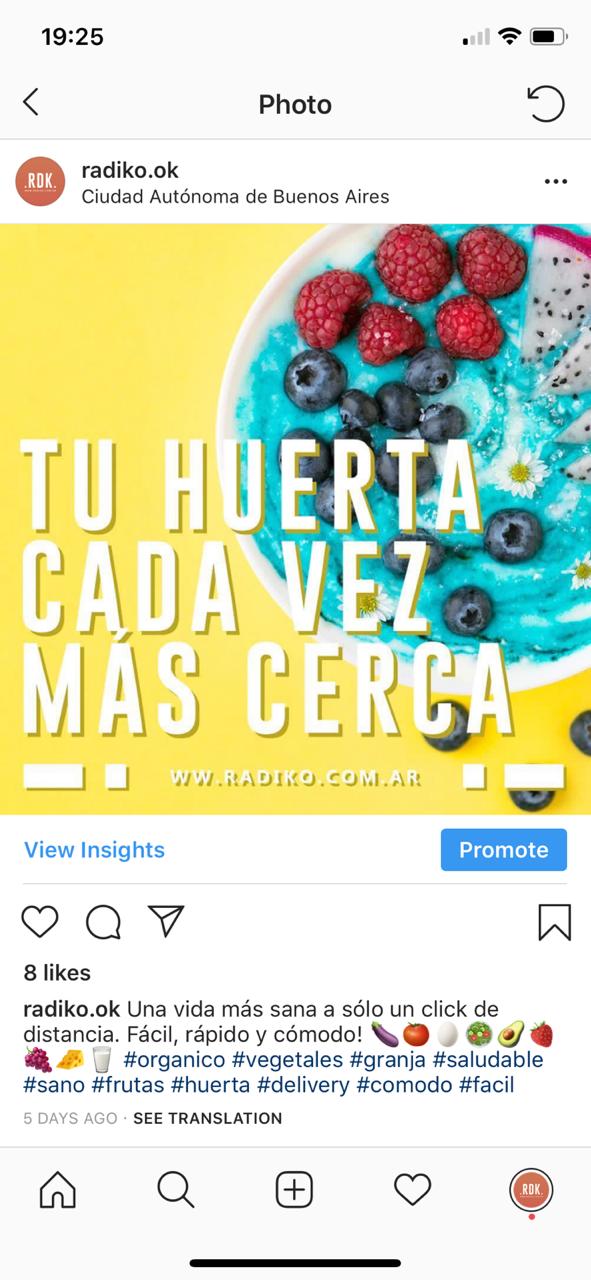 19:25
Photo
.RDK.
radiko.ok
Ciudad Autónoma de Buenos Aires
TU HUERTA
CADA VEZ
MÁS CERCA
WW.RADIKO.COM.AR
View Insights
Promote
8 likes
radiko.ok Una vida más sana a sólo un click de
distancia. Fácil, rápido y cómodo! 🍆🍅🥚🥗🥑🍓
🍇🧀🥛 #organico #vegetales #granja #saludable
#sano #frutas #huerta #delivery #comodo #facil
5 DAYS AGO · SEE TRANSLATION
.RDK.